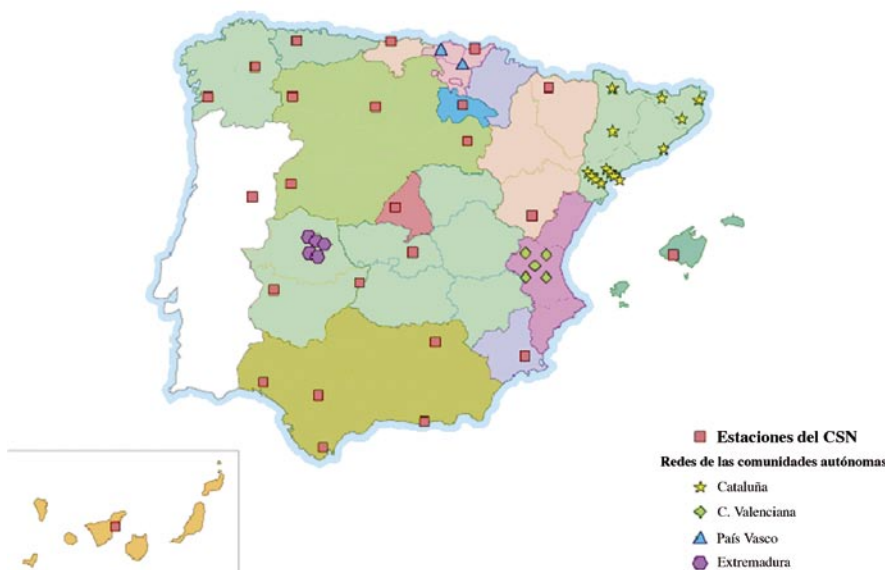 Estaciones del CSN
Redes de las comunidades autónomas
Cataluña
C. Valenciana
País Vasco
Extremadura